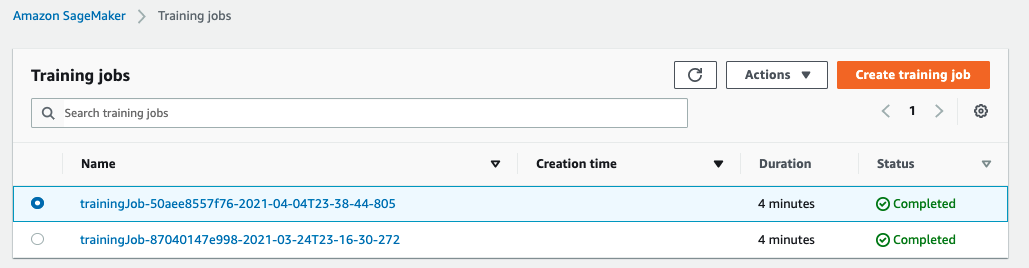 Amazon SageMaker > Training jobs
Training jobs
Actions
Create training job
Search training jobs
1
Name Creation time Duration Status
trainingJob-50aee8557f76-2021-04-04T23-38-44-805 4 minutes Completed
trainingJob-87040147e998-2021-03-24T23-16-30-272 4 minutes Completed